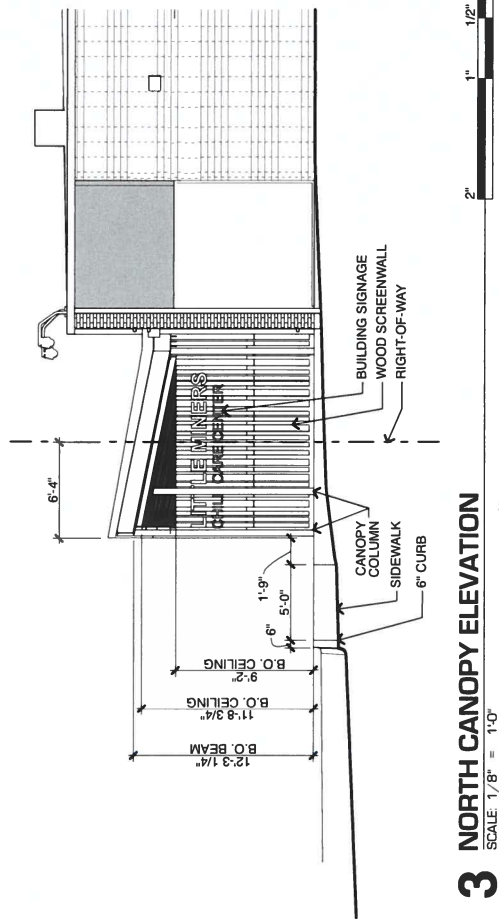 6'-4"
LITTLE MINERS
CHILD CARE CENTER
BUILDING SIGNAGE
WOOD SCREENWALL
RIGHT-OF-WAY
CANOPY
COLUMN
SIDEWALK
6" CURB
1'-9"
5'-0"
6"
9'-2"
B.O. CEILING
11'-8 3/4"
B.O. CEILING
12'-3 1/4"
B.O. BEAM
3 NORTH CANOPY ELEVATION
SCALE: 1/8" = 1'-0"
2" 1" 1/2"